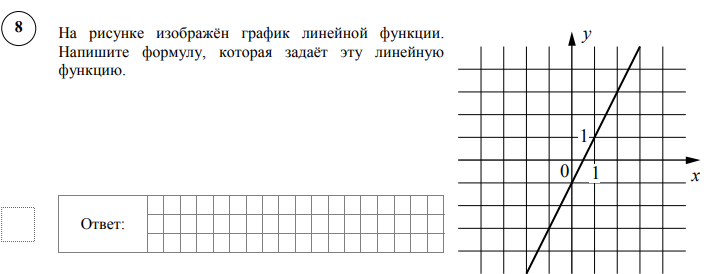 8
На рисунке изображён график линейной функции.
Напишите формулу, которая задаёт эту линейную
функцию.
Ответ:
y
1
0
1
x